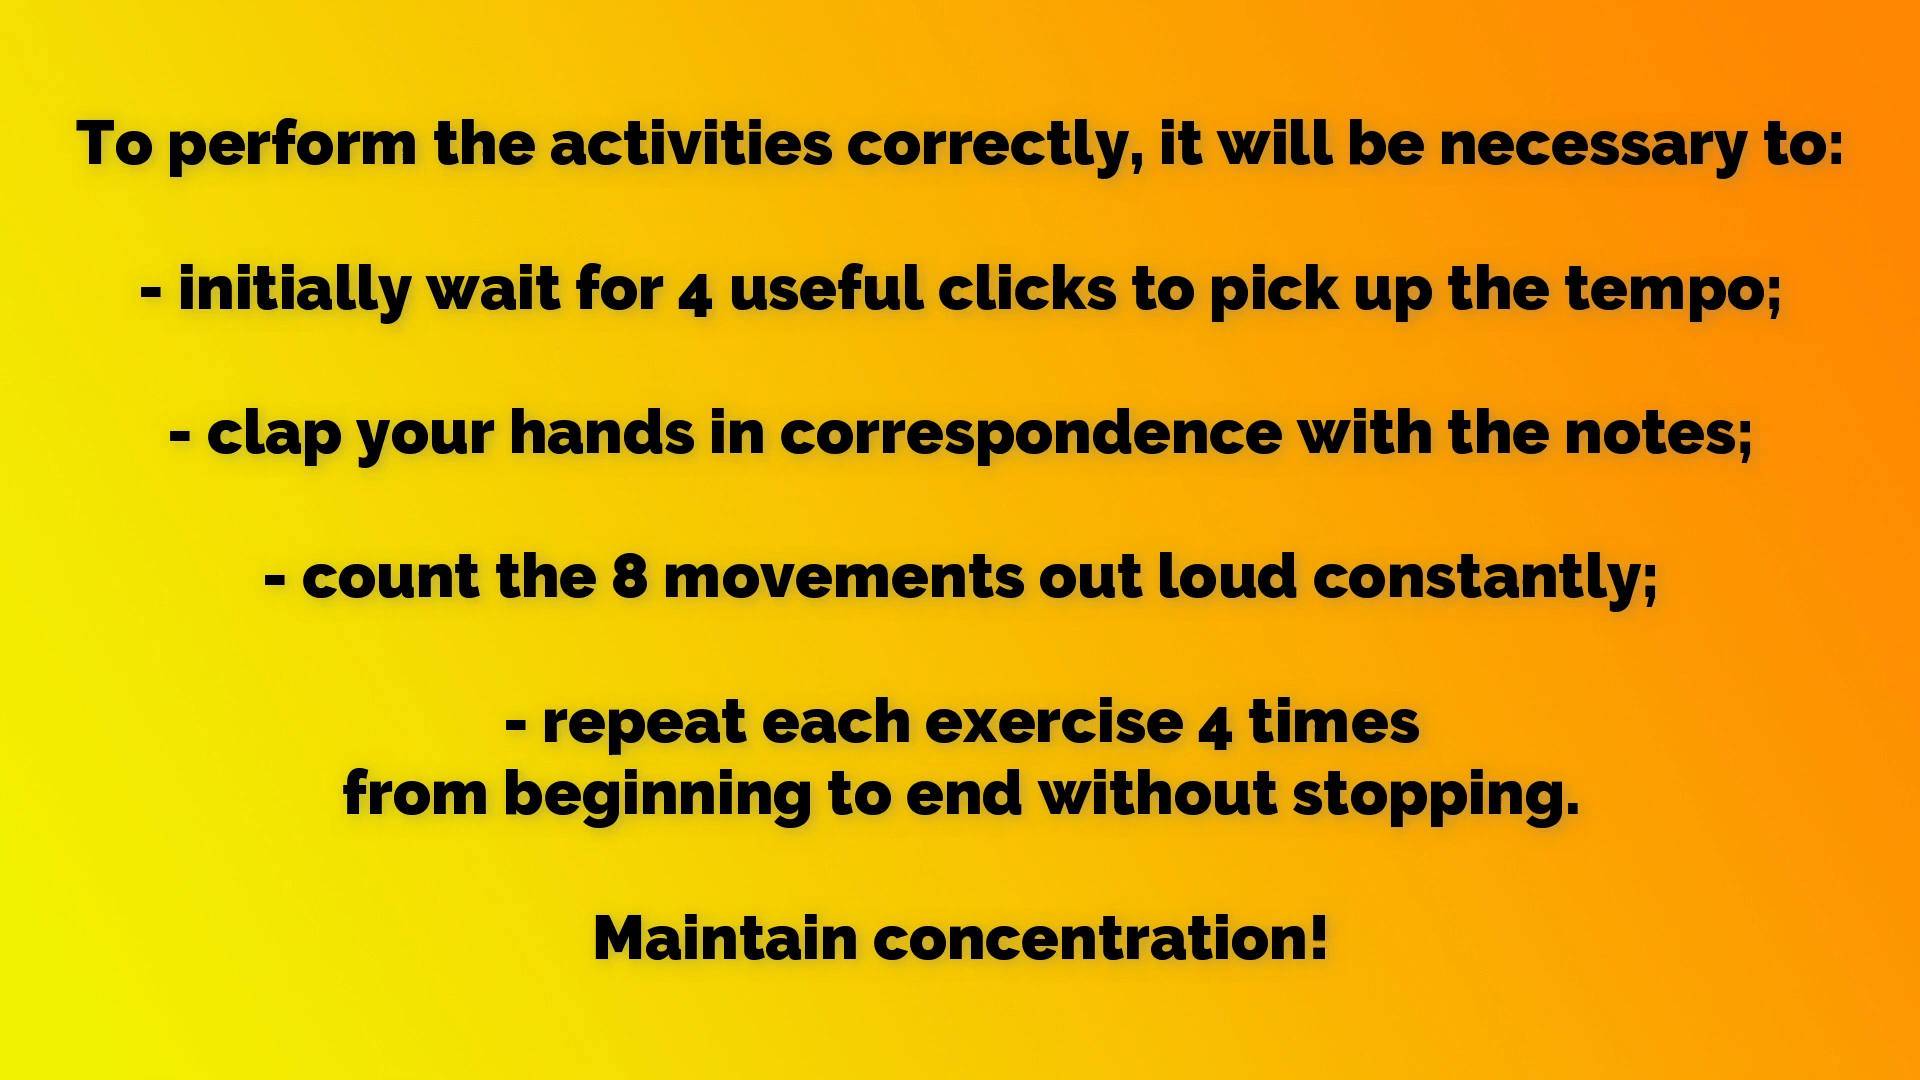 To perform the activities correctly, it will be necessary to:
- initially wait for 4 useful clicks to pick up the tempo;
- clap your hands in correspondence with the notes;
- count the 8 movements out loud constantly;
- repeat each exercise 4 times
from beginning to end without stopping.
Maintain concentration!